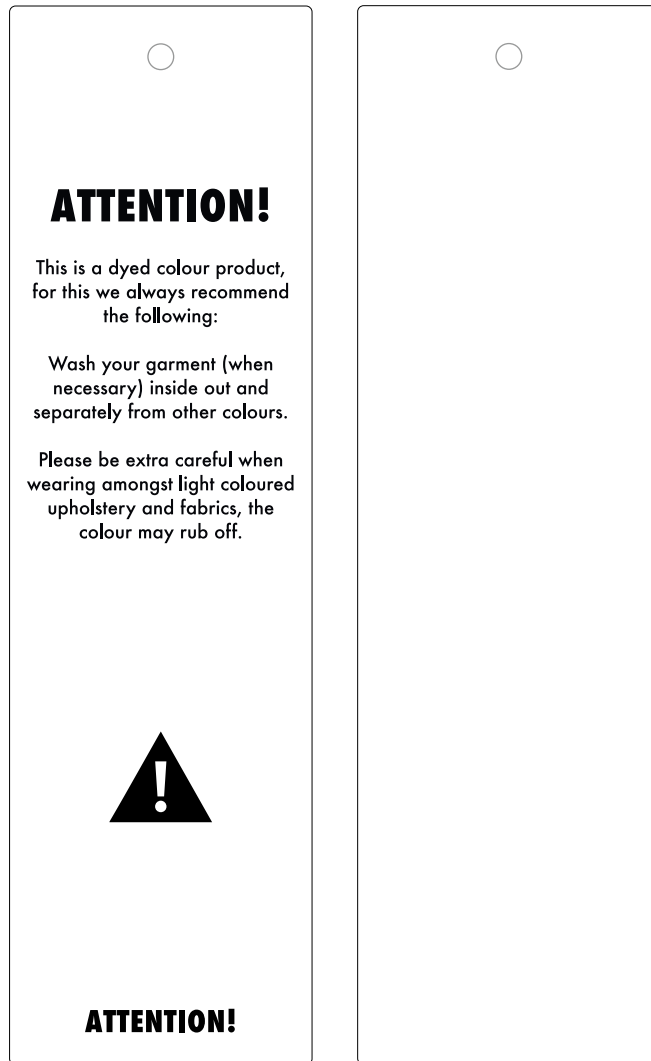 ATTENTION!
This is a dyed colour product,
for this we always recommend
the following:
Wash your garment (when
necessary) inside out and
separately from other colours.
Please be extra careful when
wearing amongst light coloured
upholstery and fabrics, the
colour may rub off.
!
ATTENTION!